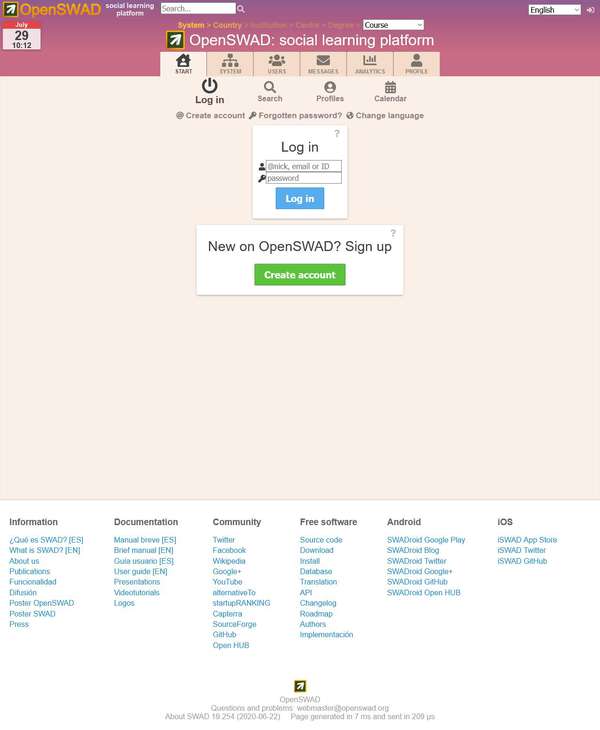 OpenSWAD social learning platform Search... English
July
29
10:12
System > Country > Institution > Centre > Degree > Course
OpenSWAD: social learning platform
START SYSTEM USERS MESSAGES ANALYTICS PROFILE
Log in Search Profiles Calendar
Create account Forgotten password? Change language
?
Log in
@nick, email or ID
password
Log in
?
New on OpenSWAD? Sign up
Create account
Information
¿Qué es SWAD? [ES]
What is SWAD? [EN]
About us
Publications
Funcionalidad
Difusión
Poster OpenSWAD
Poster SWAD
Press
Documentation
Manual breve [ES]
Brief manual [EN]
Guía usuario [ES]
User guide [EN]
Presentations
Videotutorials
Logos
Community
Twitter
Facebook
Wikipedia
Google+
YouTube
alternativeTo
startupRANKING
Capterra
SourceForge
GitHub
Open HUB
Free software
Source code
Download
Install
Database
Translation
API
Changelog
Roadmap
Authors
Implementación
Android
SWADroid Google Play
SWADroid Blog
SWADroid Twitter
SWADroid Google+
SWADroid GitHub
SWADroid Open HUB
iOS
iSWAD App Store
iSWAD Twitter
iSWAD GitHub
OpenSWAD
Questions and problems: webmaster@openswad.org
About SWAD 19.254 (2020-06-22) Page generated in 7 ms and sent in 209 µs